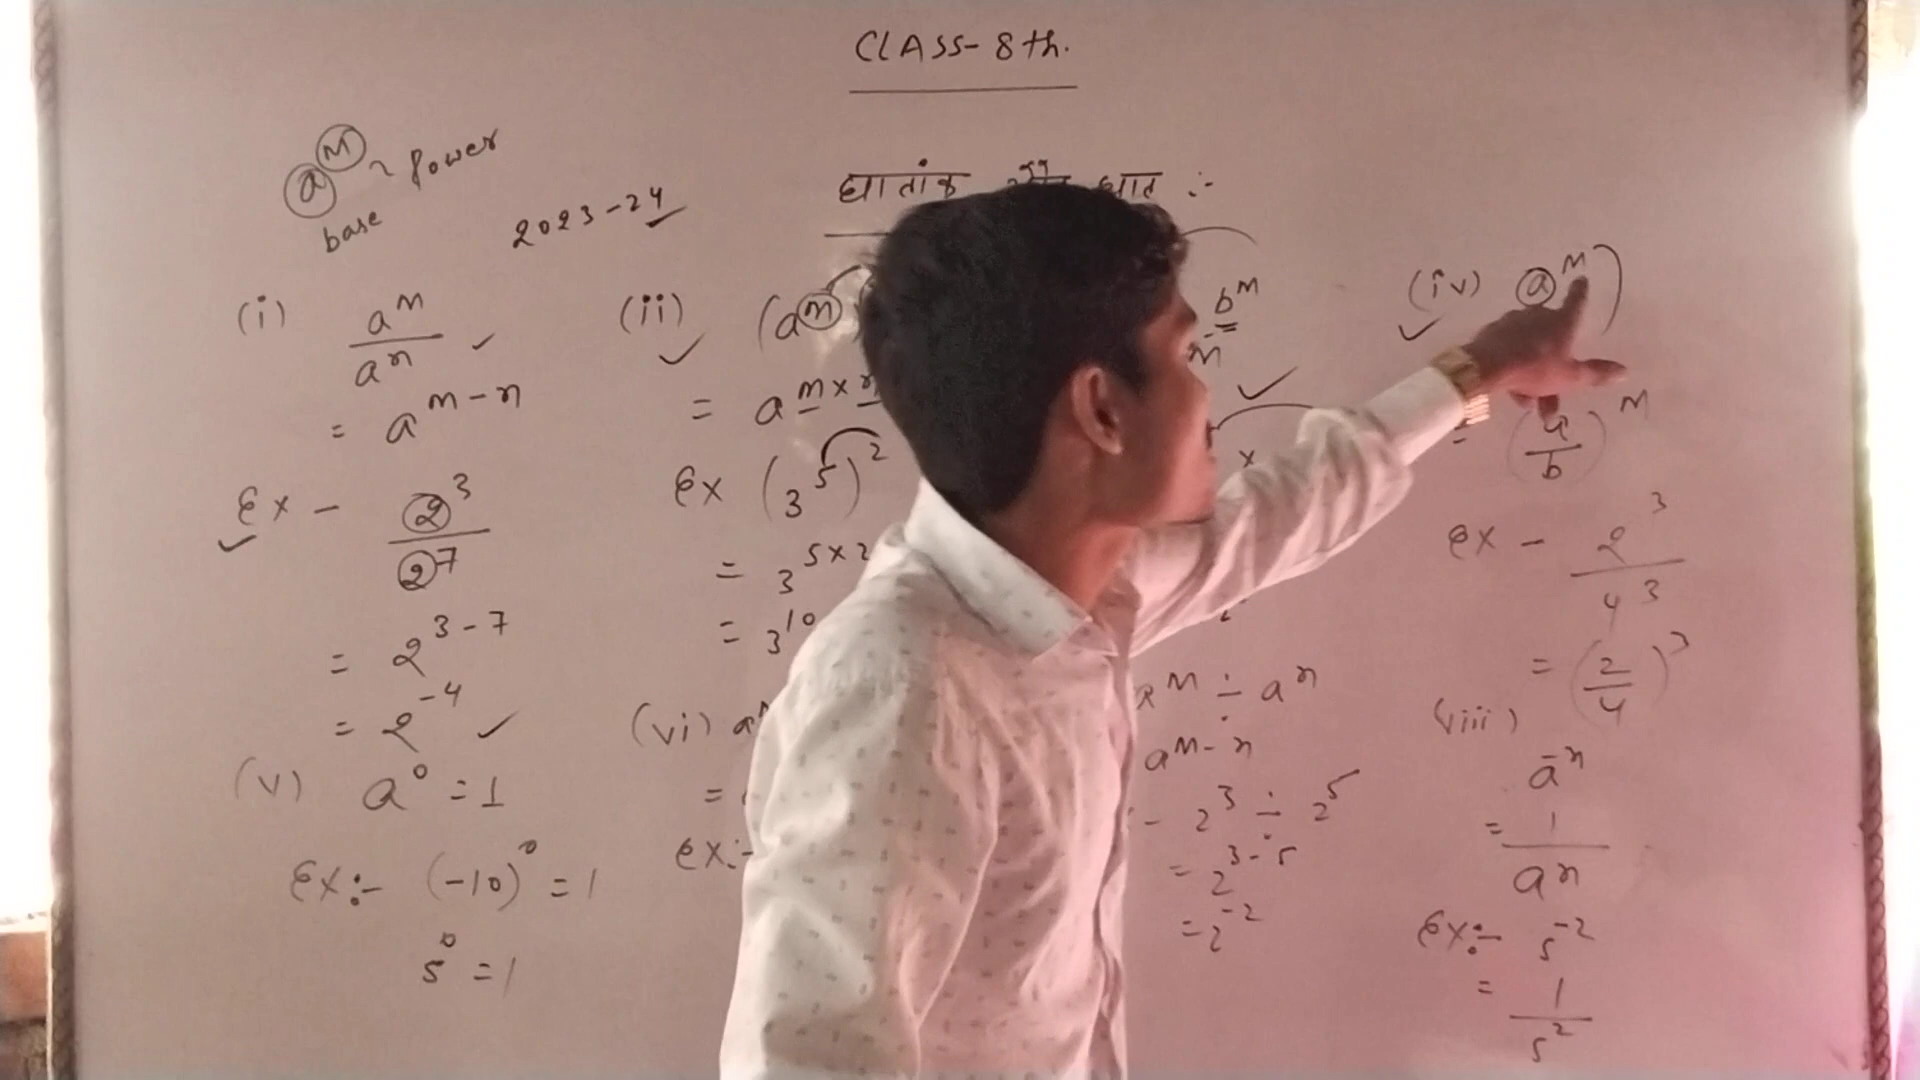 CLASS-8th.
a^m ~ Power
base
2023-24
घातांक घात :-
(i) a^m / a^n
= a^(m-n)
Ex - 2^3 / 2^7
= 2^(3-7)
= 2^-4
(ii) (a^m)
= a^(m×n)
Ex (3^5)^2
= 3^(5×2)
= 3^10
b^m
m
×
(iv) a^m
= (a/b)^m
Ex - 2^3 / 4^3
= (2/4)^3
(v) a^0 = 1
Ex:- (-10)^0 = 1
5^0 = 1
(vi) a
=
Ex:-
a^m ÷ a^n
a^(m-n)
- 2^3 ÷ 2^5
= 2^(3-5)
= 2^-2
(viii)
a^-n
= 1 / a^n
Ex:- 5^-2
= 1 / 5^2